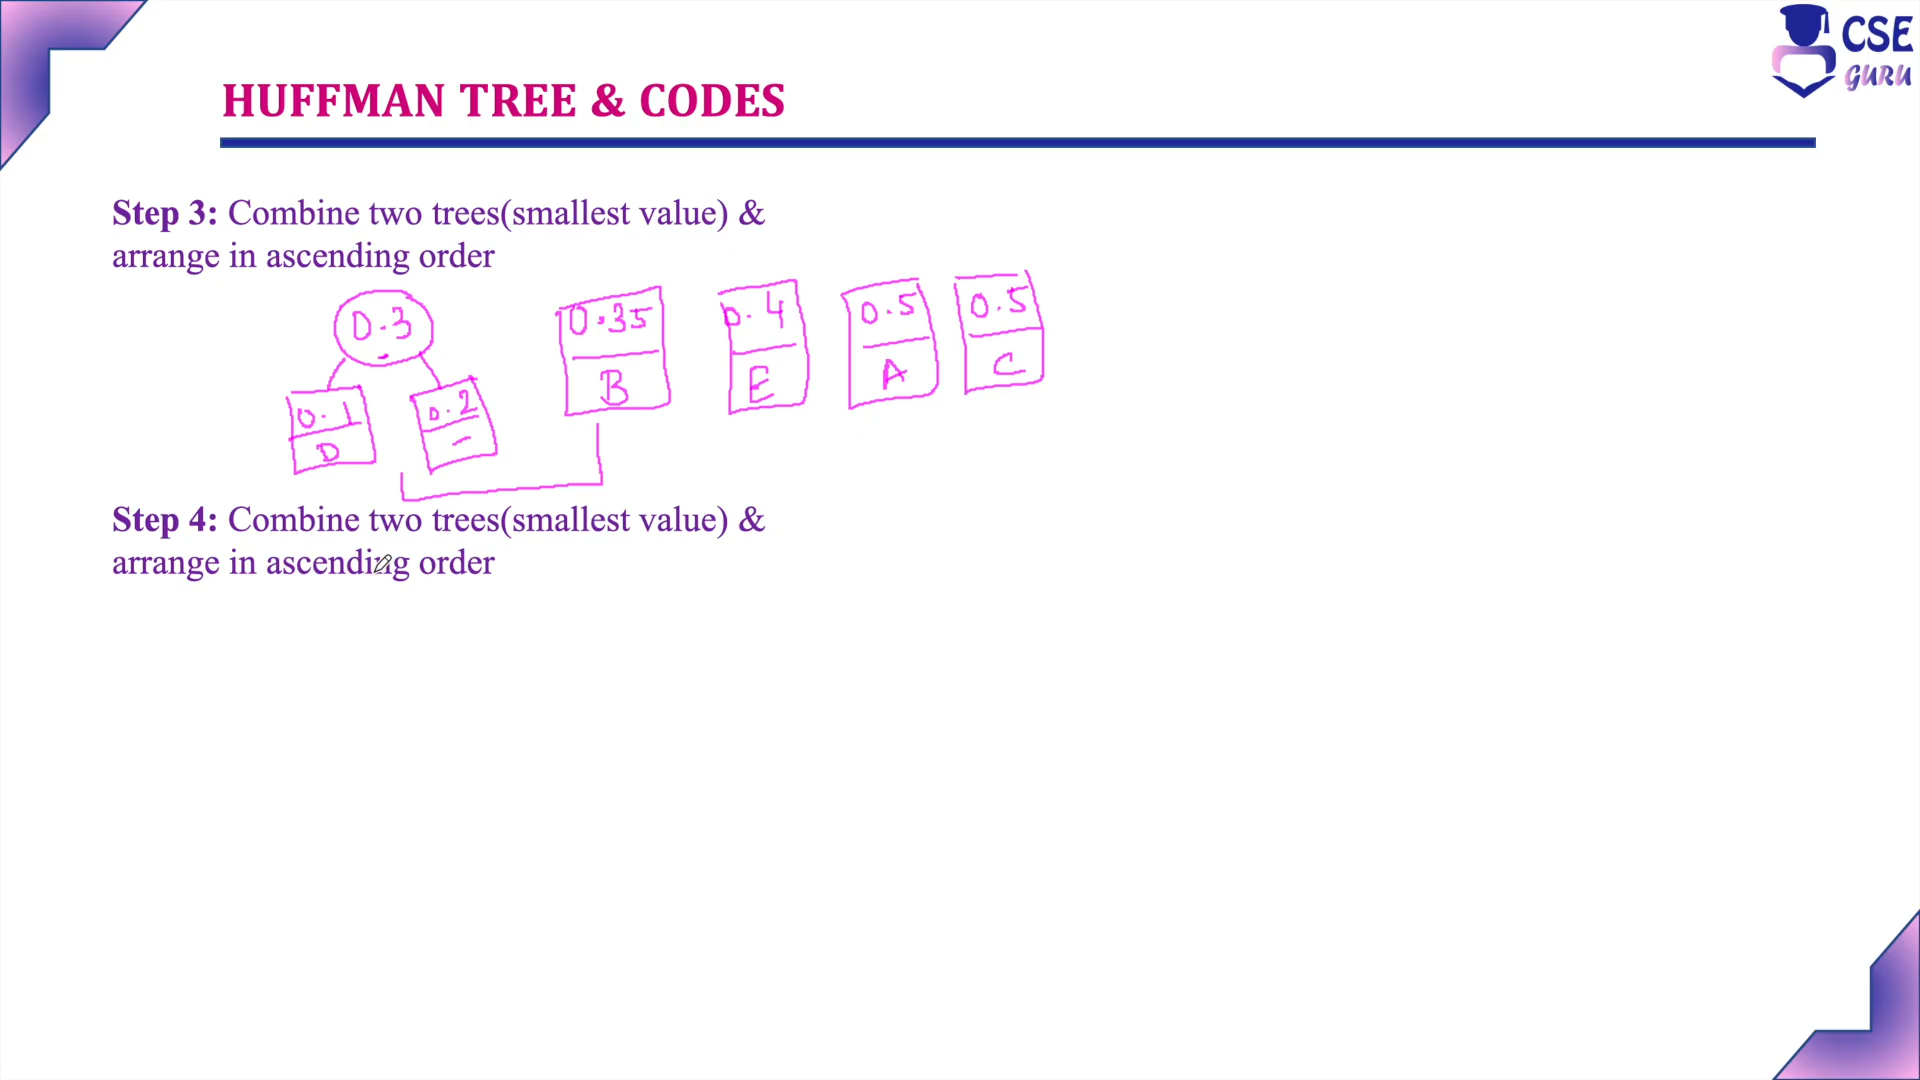 CSE
GURU
HUFFMAN TREE & CODES
Step 3: Combine two trees(smallest value) &
arrange in ascending order
0.3
0.35
0.4
0.5
0.5
B
E
A
C
0.1
0.2
D
-
Step 4: Combine two trees(smallest value) &
arrange in ascending order